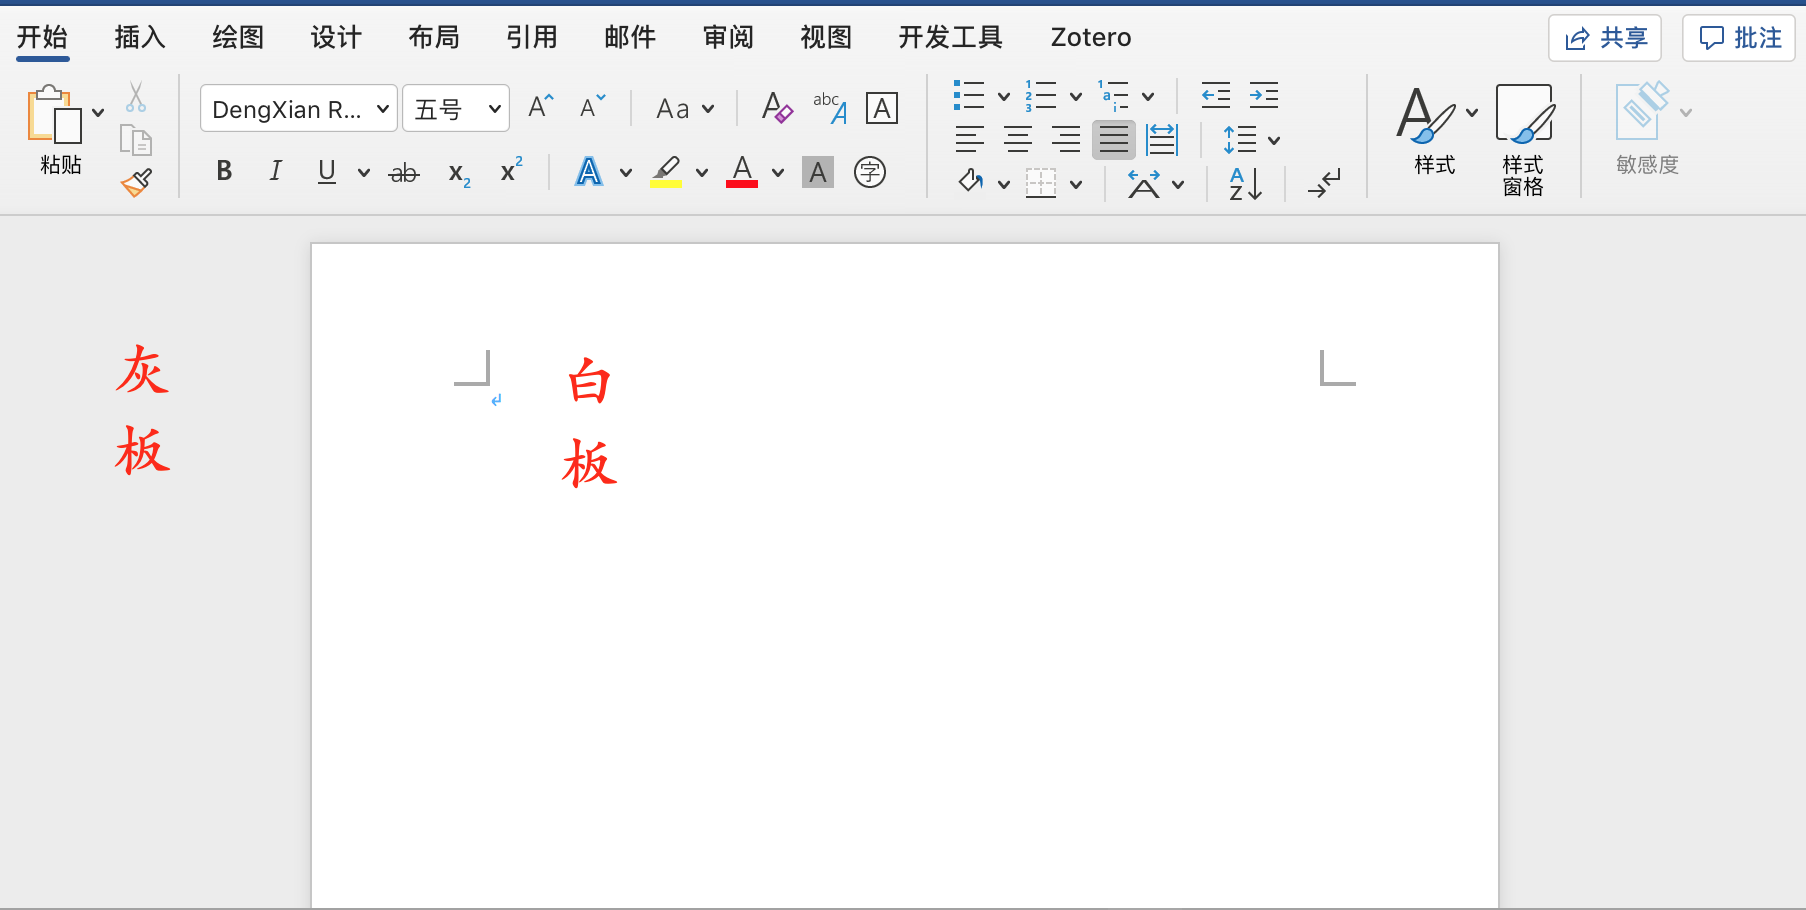 开始 插入 绘图 设计 布局 引用 邮件 审阅 视图 开发工具 Zotero 共享 批注
DengXian R... 五号 A A Aa A abc A A
粘贴
B I U ab x2 x2 A A A 字
样式 样式窗格 敏感度
灰板
白板